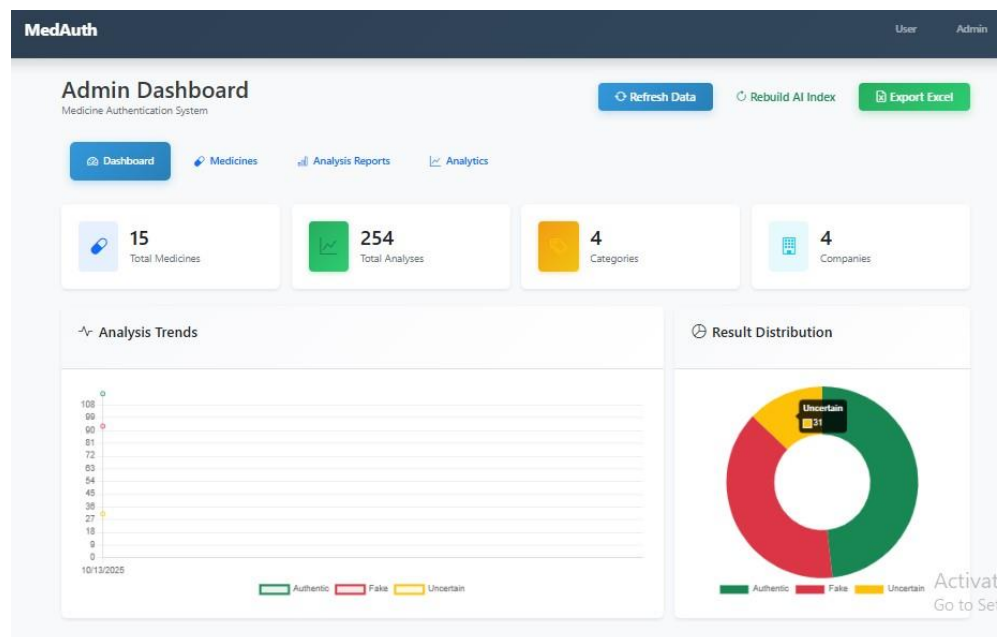 MedAuth
User
Admin
Admin Dashboard
Medicine Authentication System
Refresh Data
Rebuild AI Index
Export Excel
Dashboard
Medicines
Analysis Reports
Analytics
15
Total Medicines
254
Total Analyses
4
Categories
4
Companies
Analysis Trends
108
99
90
81
72
63
54
45
36
27
18
9
0
10/13/2025
Authentic
Fake
Uncertain
Result Distribution
Uncertain
31
Authentic
Fake
Uncertain
Activat
Go to Set